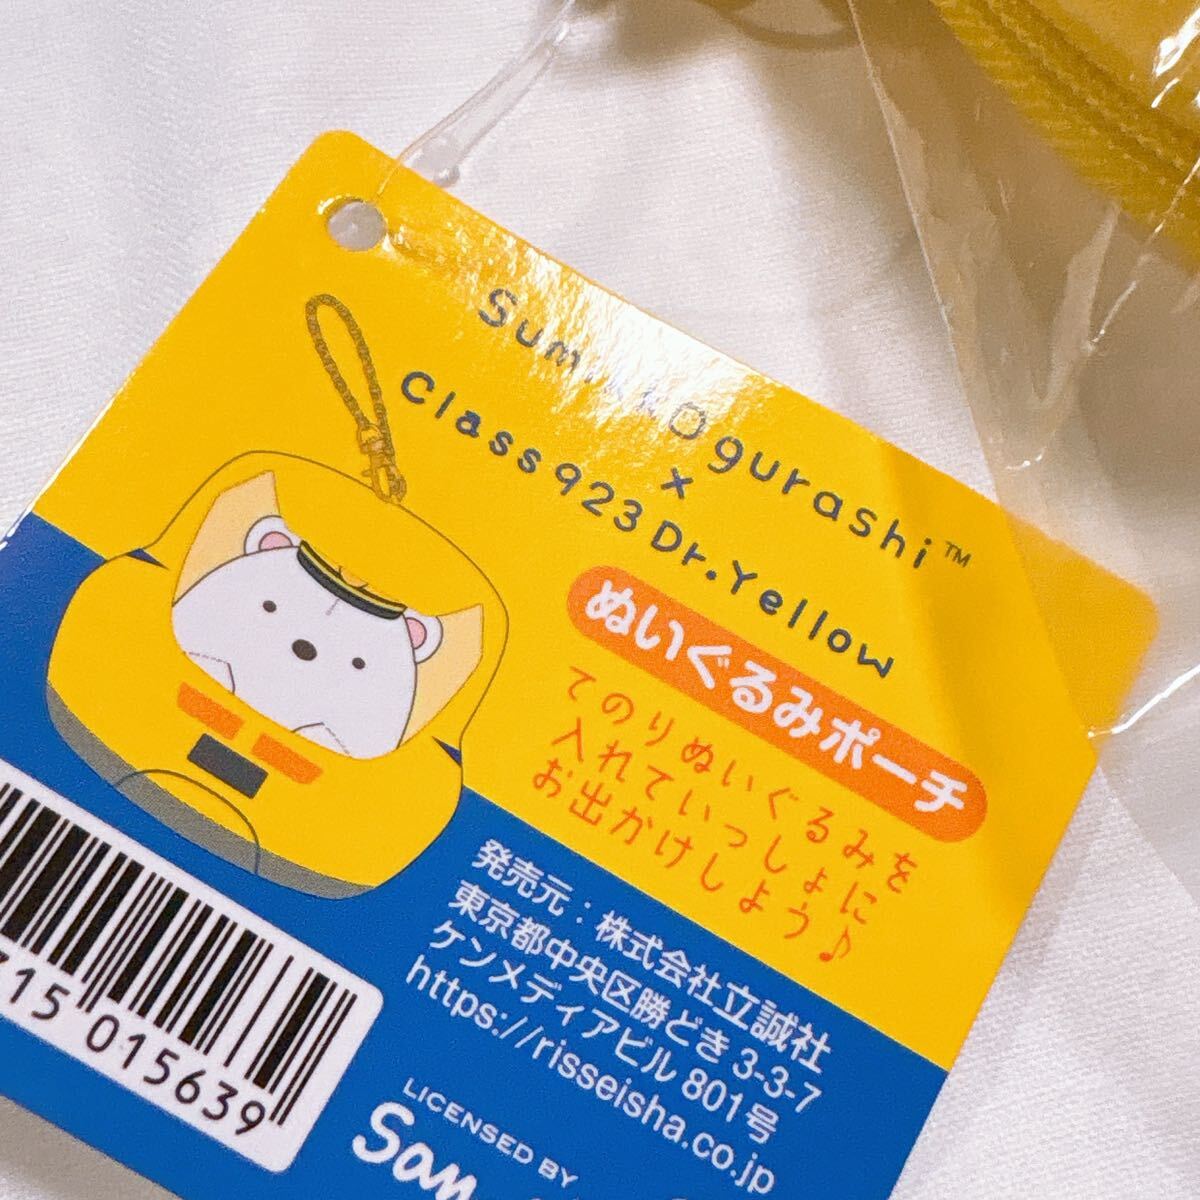 Sumikkogurashi™
×
Class923 Dr.Yellow
ぬいぐるみポーチ
てのりぬいぐるみを
入れていっしょに
お出かけしよう♪
発売元：株式会社立誠社
東京都中央区勝どき3-3-7
ケンメディアビル801号
https://risseisha.co.jp
LICENSED BY
San
15 015639